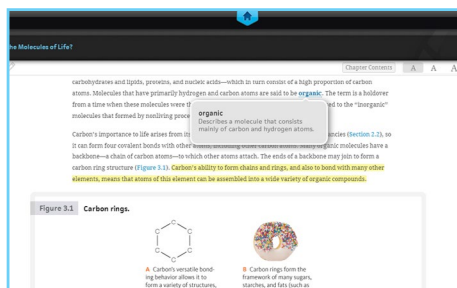 he Molecules of Life?
Chapter Contents A A A
carbohydrates and lipids, proteins, and nucleic acids—which in turn consist of a high proportion of carbon
atoms. Molecules that have primarily hydrogen and carbon atoms are said to be organic. The term is a holdover
from a time when these molecules were th ed to the “inorganic”
molecules that formed by nonliving proce
organic
Describes a molecule that consists
mainly of carbon and hydrogen atoms.
Carbon’s importance to life arises from its ancies (Section 2.2), so
it can form four covalent bonds with other atoms, including other carbon atoms. Many organic molecules have a
backbone—a chain of carbon atoms—to which other atoms attach. The ends of a backbone may join to form a
carbon ring structure (Figure 3.1). Carbon’s ability to form chains and rings, and also to bond with many other
elements, means that atoms of this element can be assembled into a wide variety of organic compounds.
Figure 3.1 Carbon rings.
C
C C
C C
C
A Carbon’s versatile bond-
ing behavior allows it to
form a variety of structures,
B Carbon rings form the
framework of many sugars,
starches, and fats (such as